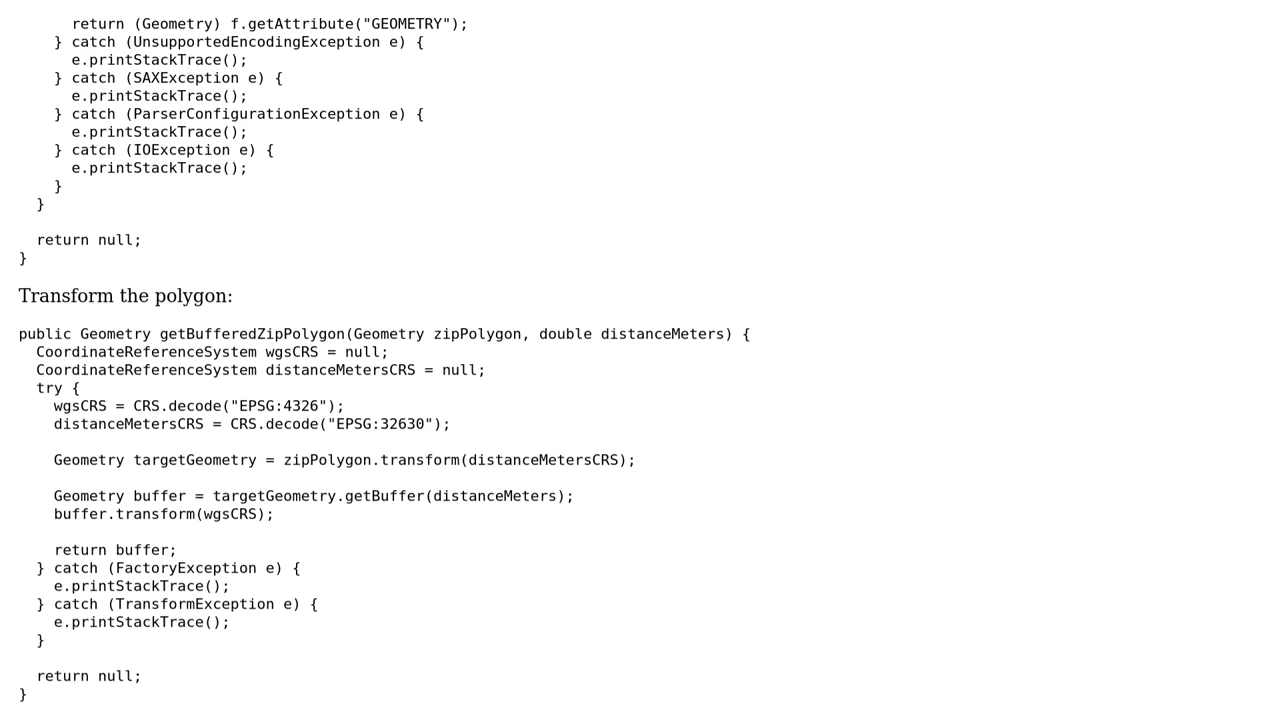 return (Geometry) f.getAttribute("GEOMETRY");
    } catch (UnsupportedEncodingException e) {
      e.printStackTrace();
    } catch (SAXException e) {
      e.printStackTrace();
    } catch (ParserConfigurationException e) {
      e.printStackTrace();
    } catch (IOException e) {
      e.printStackTrace();
    }
  }

  return null;
}
Transform the polygon:
public Geometry getBufferedZipPolygon(Geometry zipPolygon, double distanceMeters) {
  CoordinateReferenceSystem wgsCRS = null;
  CoordinateReferenceSystem distanceMetersCRS = null;
  try {
    wgsCRS = CRS.decode("EPSG:4326");
    distanceMetersCRS = CRS.decode("EPSG:32630");

    Geometry targetGeometry = zipPolygon.transform(distanceMetersCRS);

    Geometry buffer = targetGeometry.getBuffer(distanceMeters);
    buffer.transform(wgsCRS);

    return buffer;
  } catch (FactoryException e) {
    e.printStackTrace();
  } catch (TransformException e) {
    e.printStackTrace();
  }

  return null;
}